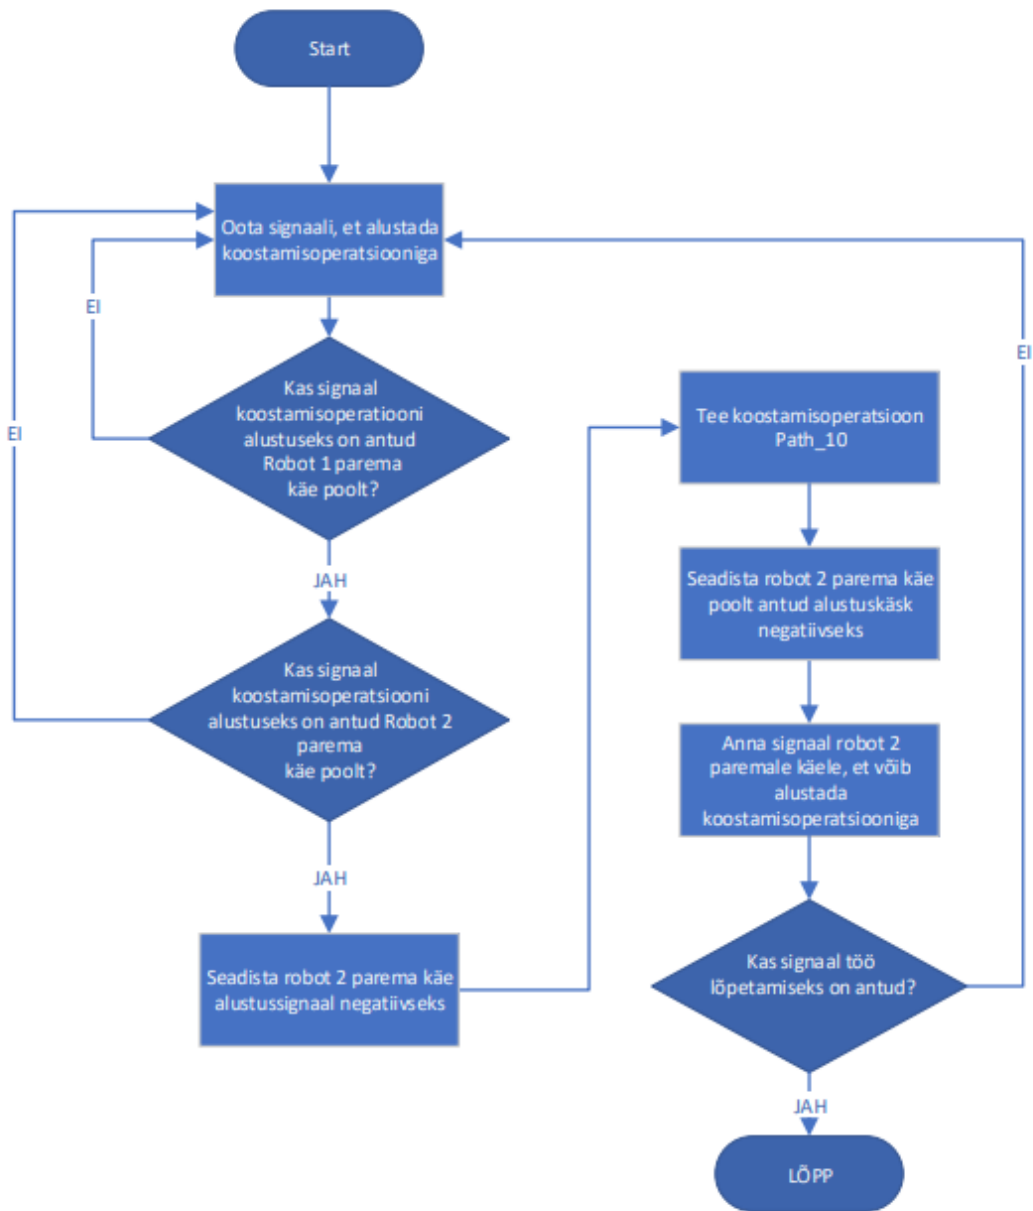 Start
Oota signaali, et alustada
koostamisoperatsiooniga
EI
EI
Kas signaal
koostamisoperatiooni
alustuseks on antud
Robot 1 parema
käe poolt?
JAH
Kas signaal
koostamisoperatsiooni
alustuseks on antud Robot 2
parema
käe poolt?
JAH
Seadista robot 2 parema käe
alustussignaal negatiivseks
Tee koostamisoperatsioon
Path_10
Seadista robot 2 parema käe
poolt antud alustuskäsk
negatiivseks
Anna signaal robot 2
paremale käele, et võib
alustada
koostamisoperatsiooniga
Kas signaal töö
lõpetamiseks on antud?
EI
JAH
LÕPP